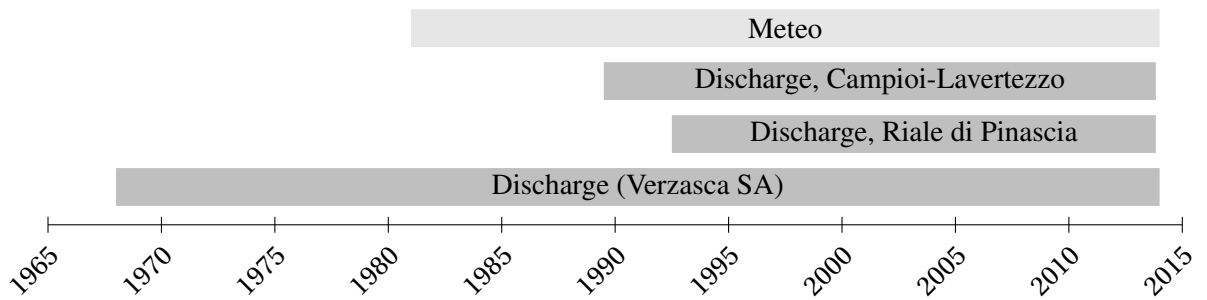 Meteo
Discharge, Campioi-Lavertezzo
Discharge, Riale di Pinascia
Discharge (Verzasca SA)
1965 1970 1975 1980 1985 1990 1995 2000 2005 2010 2015